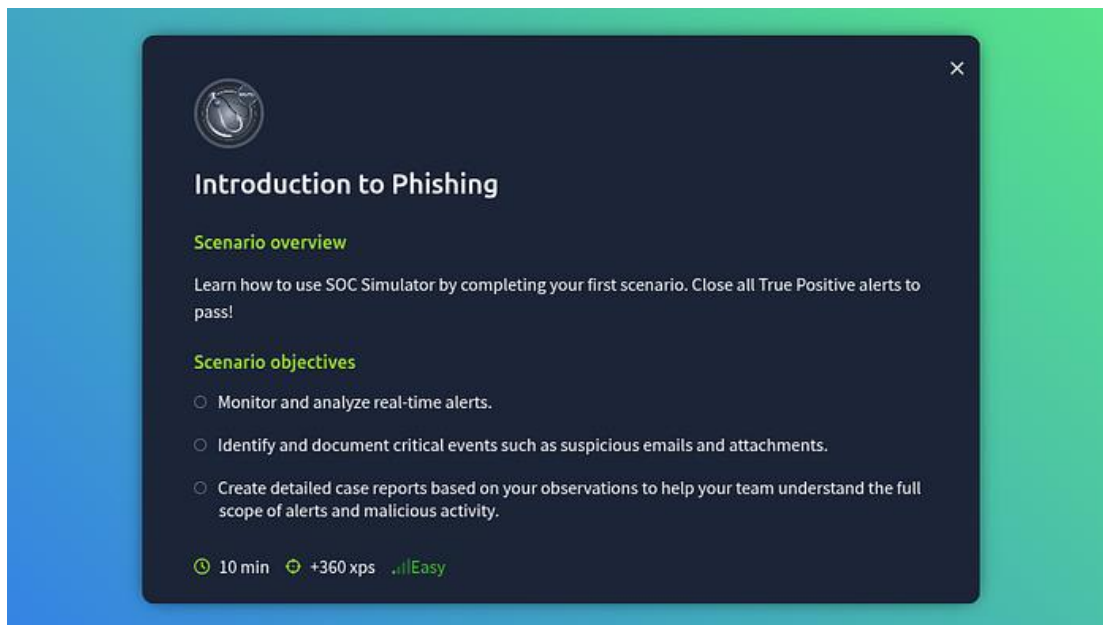 Introduction to Phishing
Scenario overview
Learn how to use SOC Simulator by completing your first scenario. Close all True Positive alerts to
pass!
Scenario objectives
Monitor and analyze real-time alerts.
Identify and document critical events such as suspicious emails and attachments.
Create detailed case reports based on your observations to help your team understand the full
scope of alerts and malicious activity.
10 min +360 xps Easy